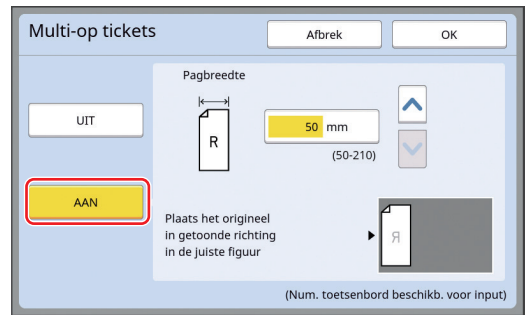 Multi-op tickets
Afbrek
OK
UIT
AAN
Pagbreedte
R
50 mm
(50-210)
Plaats het origineel
in getoonde richting
in de juiste figuur
R
(Num. toetsenbord beschikb. voor input)